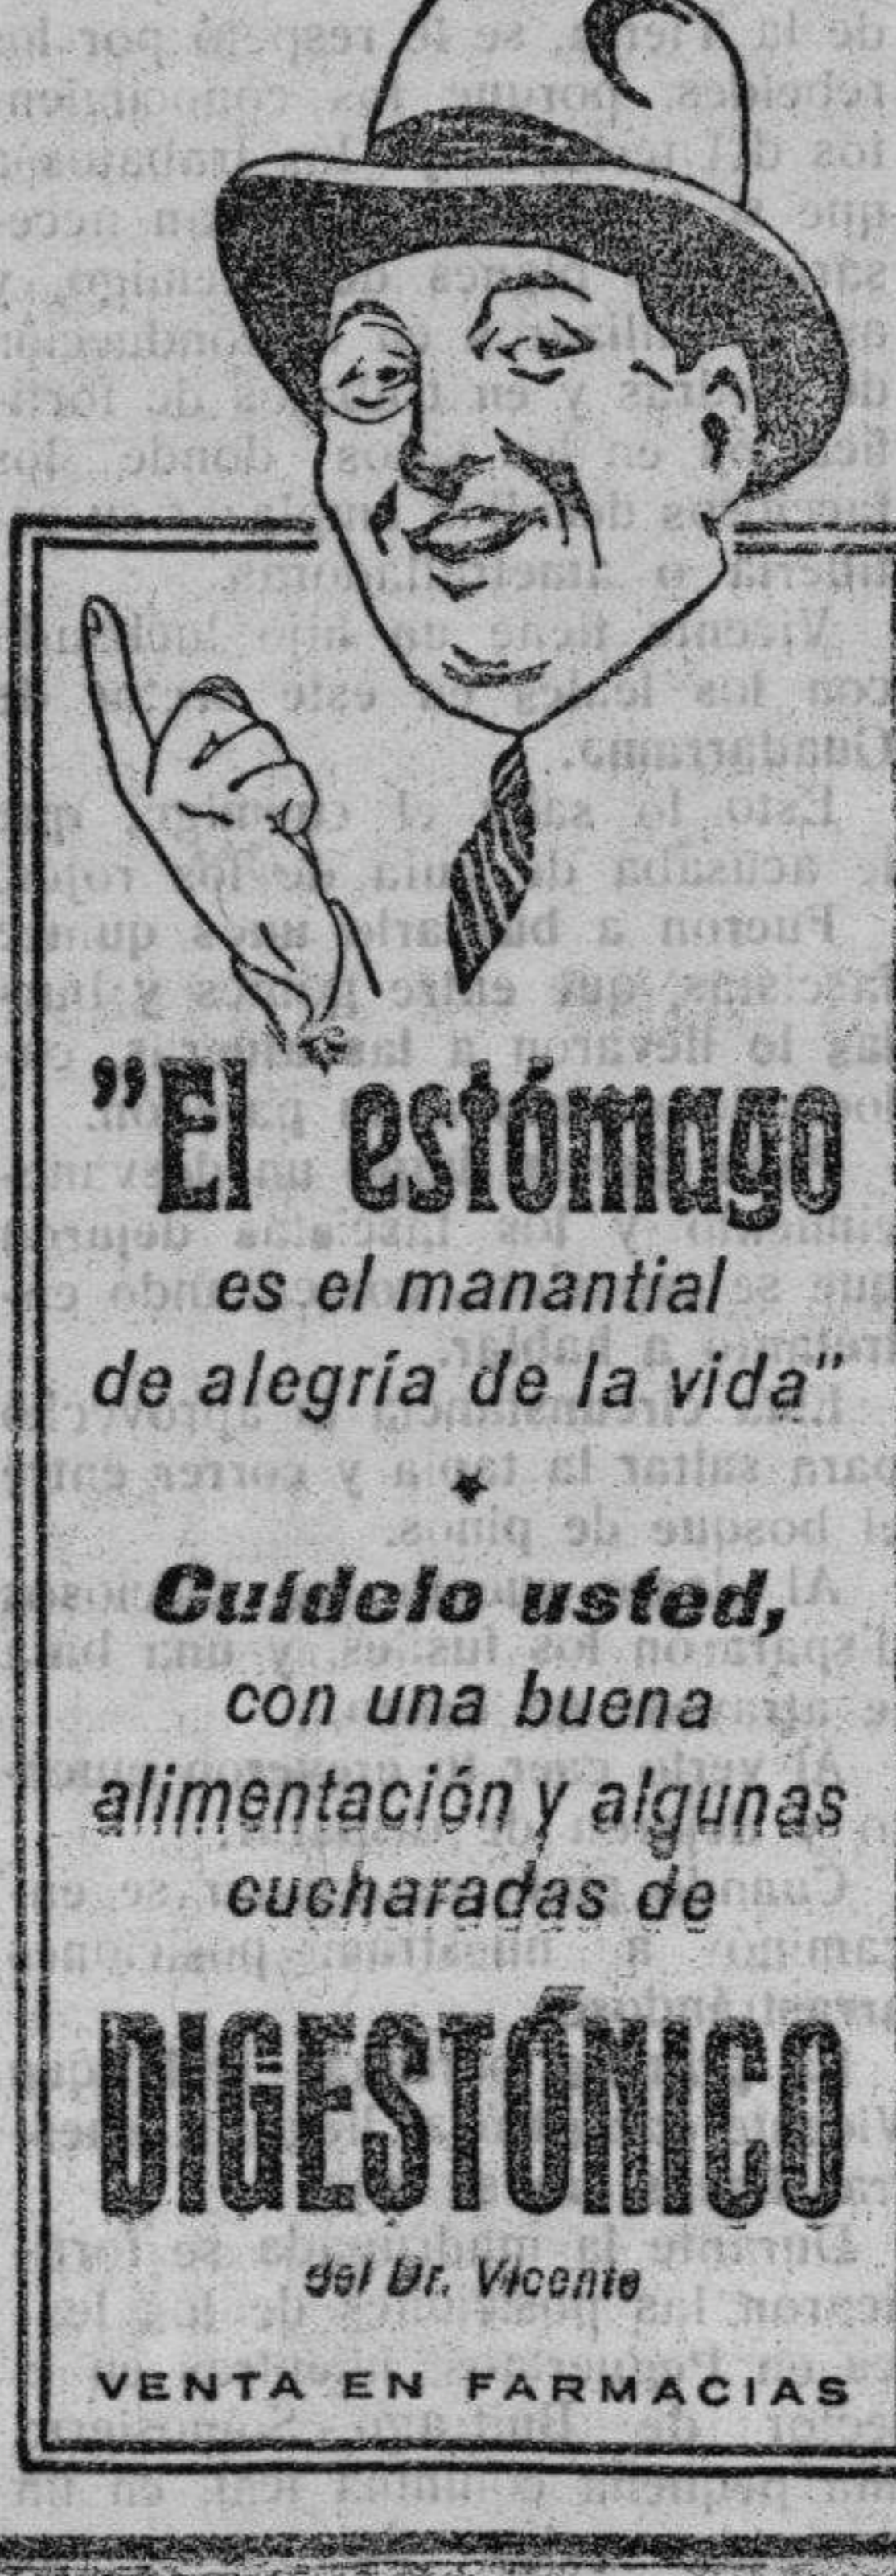 "El estómago
es el manantial
de alegría de la vida"
Cuídelo usted,
con una buena
alimentación y algunas
cucharadas de
DIGESTÓNICO
del Dr. Vicente
VENTA EN FARMACIAS